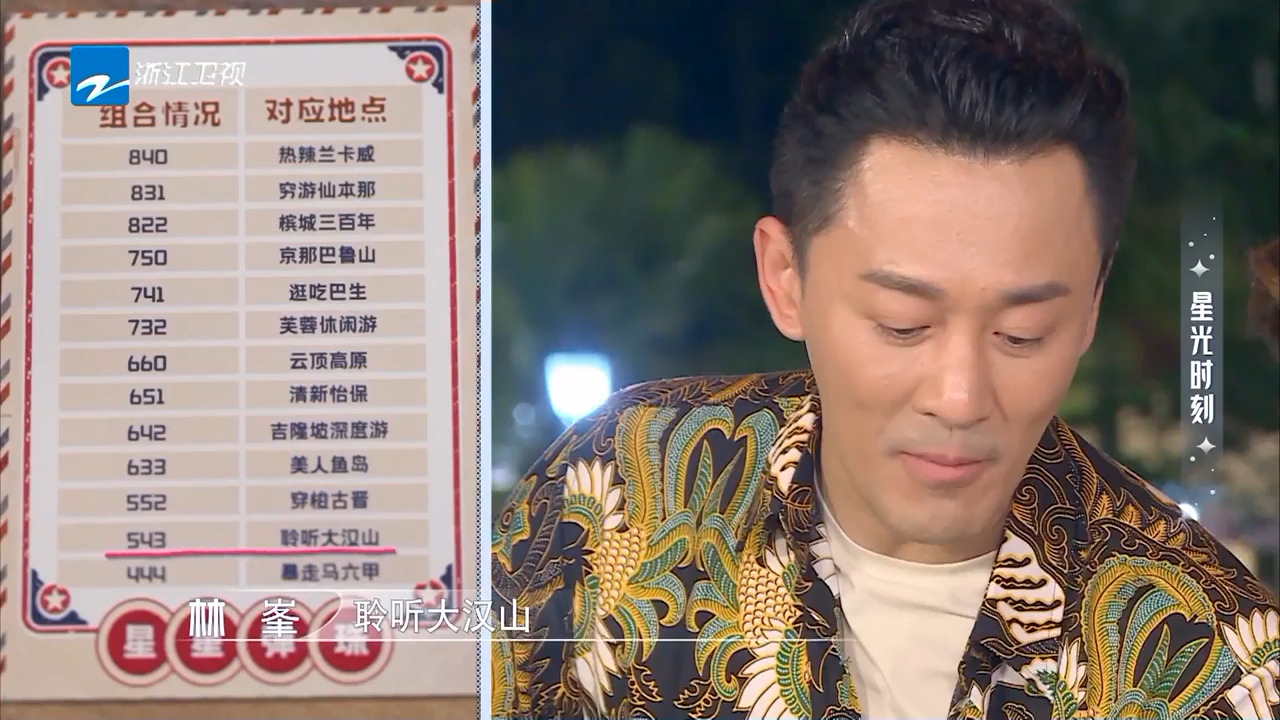 浙江卫视
组合情况 对应地点
840 热辣兰卡威
831 穷游仙本那
822 槟城三百年
750 京那巴鲁山
741 逛吃巴生
732 芙蓉休闲游
660 云顶高原
651 清新怡保
642 吉隆坡深度游
633 美人鱼岛
552 穿梭古晋
543 聆听大汉山
444 暴走马六甲
星星弹珠
林峯 聆听大汉山
星光时刻